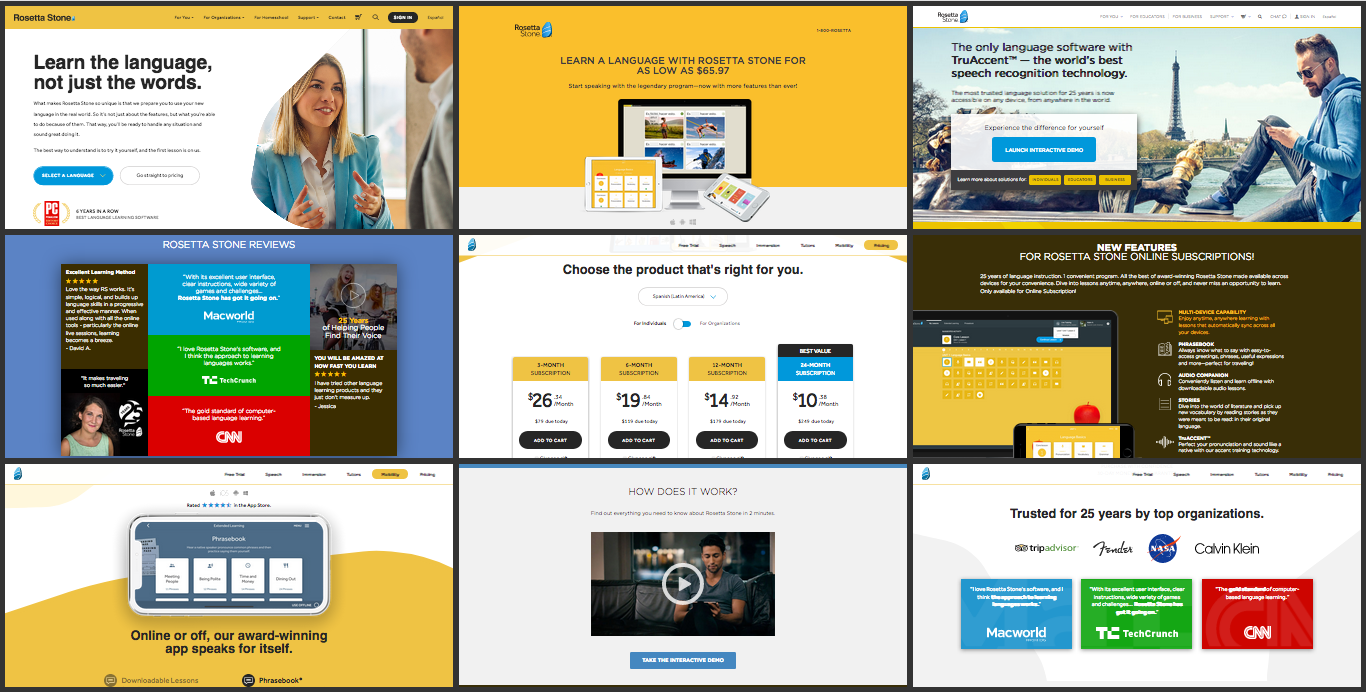 Rosetta Stone
For You
For Organizations
For Homeschool
Support
Contact
SIGN IN
Español
Learn the language,
not just the words.
What makes Rosetta Stone so unique is that we prepare you to use your new
language in the real world. So it's not just about the features, but what you're able
to do because of them. That way, you'll be ready to handle any situation and
sound great doing it.
The best way to understand is to try it yourself, and the first lesson is on us.
SELECT A LANGUAGE
Go straight to pricing
PC
6 YEARS IN A ROW
BEST LANGUAGE LEARNING SOFTWARE
Rosetta
Stone
1-800-ROSETTA
LEARN A LANGUAGE WITH ROSETTA STONE FOR
AS LOW AS $65.97
Start speaking with the legendary program—now with more features than ever!
Rosetta
Stone
FOR YOU
FOR EDUCATORS
FOR BUSINESS
SUPPORT
CHAT
SIGN IN
Español
The only language software with
TruAccent™ — the world's best
speech recognition technology.
The most trusted language solution for 25 years is now
accessible on any device, from anywhere in the world.
Experience the difference for yourself
LAUNCH INTERACTIVE DEMO
Learn more about solutions for:
INDIVIDUALS
EDUCATORS
BUSINESS
ROSETTA STONE REVIEWS
Excellent Learning Method
Love the way RS works. It's
simple, logical, and builds up
language skills in a progressive
and effective manner. When
used along with all the online
tools - particularly the online
live sessions, learning
becomes a breeze.
- David A.
"It makes traveling
so much easier."
25
Rosetta
Stone
"With its excellent user interface,
clear instructions, wide variety of
games and challenges...
Rosetta Stone has got it going on."
Macworld
"I love Rosetta Stone's software, and
I think the approach to learning
languages works."
TechCrunch
"The gold standard of computer-
based language learning."
CNN
25 Years
of Helping People
Find Their Voice
YOU WILL BE AMAZED AT
HOW FAST YOU LEARN
I have tried other language
learning products and they
just don't measure up.
- Jessica
Free Trial
Speech
Immersion
Tutors
Mobility
Pricing
Choose the product that's right for you.
Spanish (Latin America)
For Individuals
For Organizations
3-MONTH
SUBSCRIPTION
$26.34
/Month
$79 due today
ADD TO CART
6-MONTH
SUBSCRIPTION
$19.84
/Month
$119 due today
ADD TO CART
12-MONTH
SUBSCRIPTION
$14.92
/Month
$179 due today
ADD TO CART
BEST VALUE
24-MONTH
SUBSCRIPTION
$10.38
/Month
$249 due today
ADD TO CART
NEW FEATURES
FOR ROSETTA STONE ONLINE SUBSCRIPTIONS!
25 years of language instruction. 1 convenient program. All the best of award-winning Rosetta Stone made available across
devices for your convenience. Dive into lessons anytime, anywhere, online or off, and never miss an opportunity to learn.
Only available for Online Subscription!
MULTI-DEVICE CAPABILITY
Enjoy anytime, anywhere learning with
lessons that automatically sync across all
your devices.
PHRASEBOOK
Always know what to say with easy-to-
access greetings, phrases, useful expressions
and more—perfect for traveling!
AUDIO COMPANION
Conveniently listen and learn offline with
downloadable audio lessons.
STORIES
Dive into the world of literature and pick up
new vocabulary by reading stories as they
were meant to be read: in their original
language.
TruACCENT™
Perfect your pronunciation and sound like a
native with our accent training technology.
Free Trial
Speech
Immersion
Tutors
Mobility
Pricing
Rated
in the App Store.
Extended Learning
Phrasebook
Meeting
People
Being Polite
Time and
Money
Dining Out
Online or off, our award-winning
app speaks for itself.
Downloadable Lessons
Phrasebook*
HOW DOES IT WORK?
Find out everything you need to know about Rosetta Stone in 2 minutes.
TAKE THE INTERACTIVE DEMO
Free Trial
Speech
Immersion
Tutors
Mobility
Pricing
Trusted for 25 years by top organizations.
tripadvisor
Fender
NASA
Calvin Klein
"I love Rosetta Stone's software, and I
think the approach to learning
languages works."
Macworld
"With its excellent user interface, clear
instructions, wide variety of games
and challenges... Rosetta Stone has
got it going on."
TechCrunch
"The gold standard of computer-
based language learning."
CNN